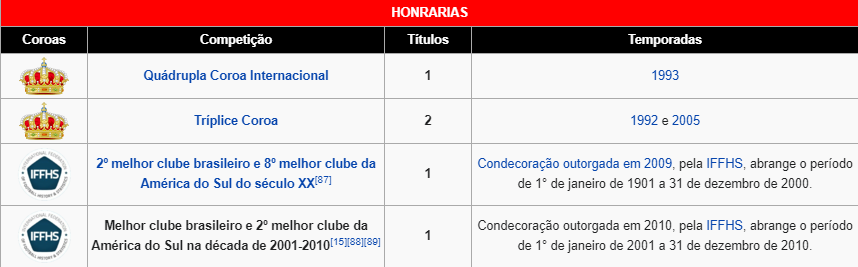 HONRARIAS
Coroas Competição Títulos Temporadas
Quádrupla Coroa Internacional 1 1993
Tríplice Coroa 2 1992 e 2005
IFFHS
2º melhor clube brasileiro e 8º melhor clube da
América do Sul do século XX[87]
1
Condecoração outorgada em 2009, pela IFFHS, abrange o período
de 1° de janeiro de 1901 a 31 de dezembro de 2000.
IFFHS
Melhor clube brasileiro e 2º melhor clube da
América do Sul na década de 2001-2010[15][88][89]
1
Condecoração outorgada em 2010, pela IFFHS, abrange o período
de 1° de janeiro de 2001 a 31 de dezembro de 2010.